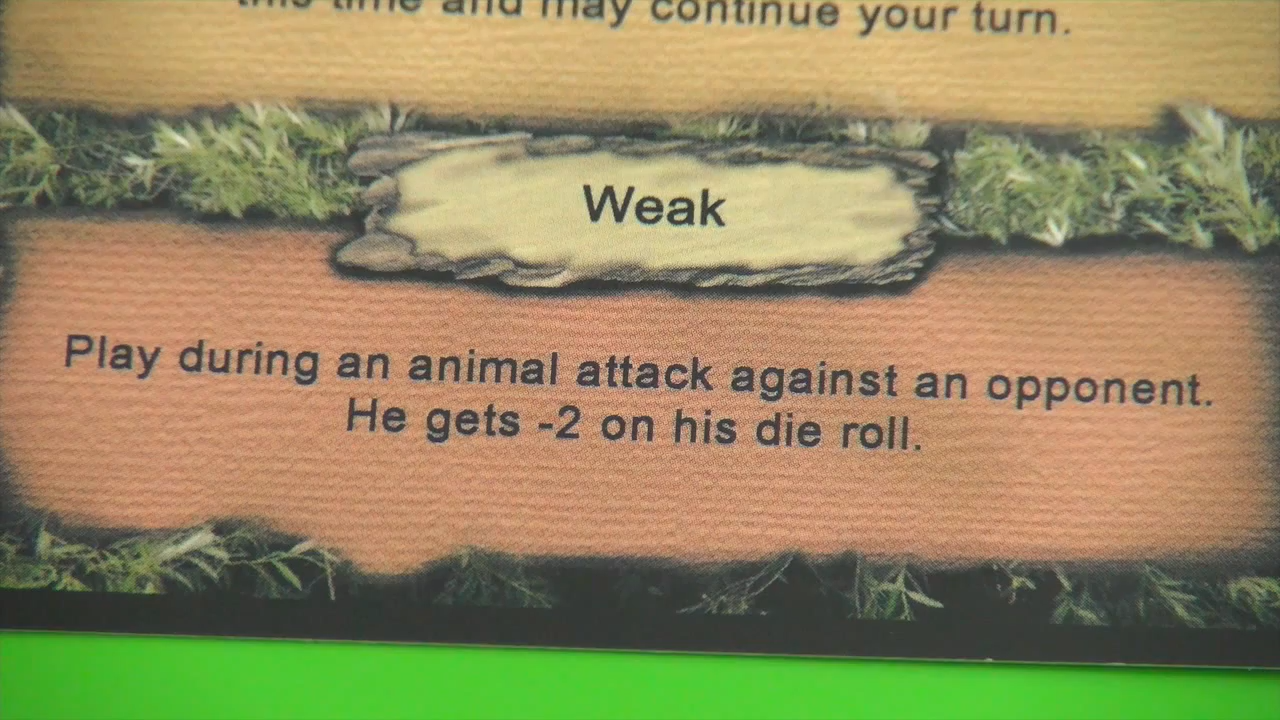 this time and may continue your turn.
Weak
Play during an animal attack against an opponent.
He gets -2 on his die roll.